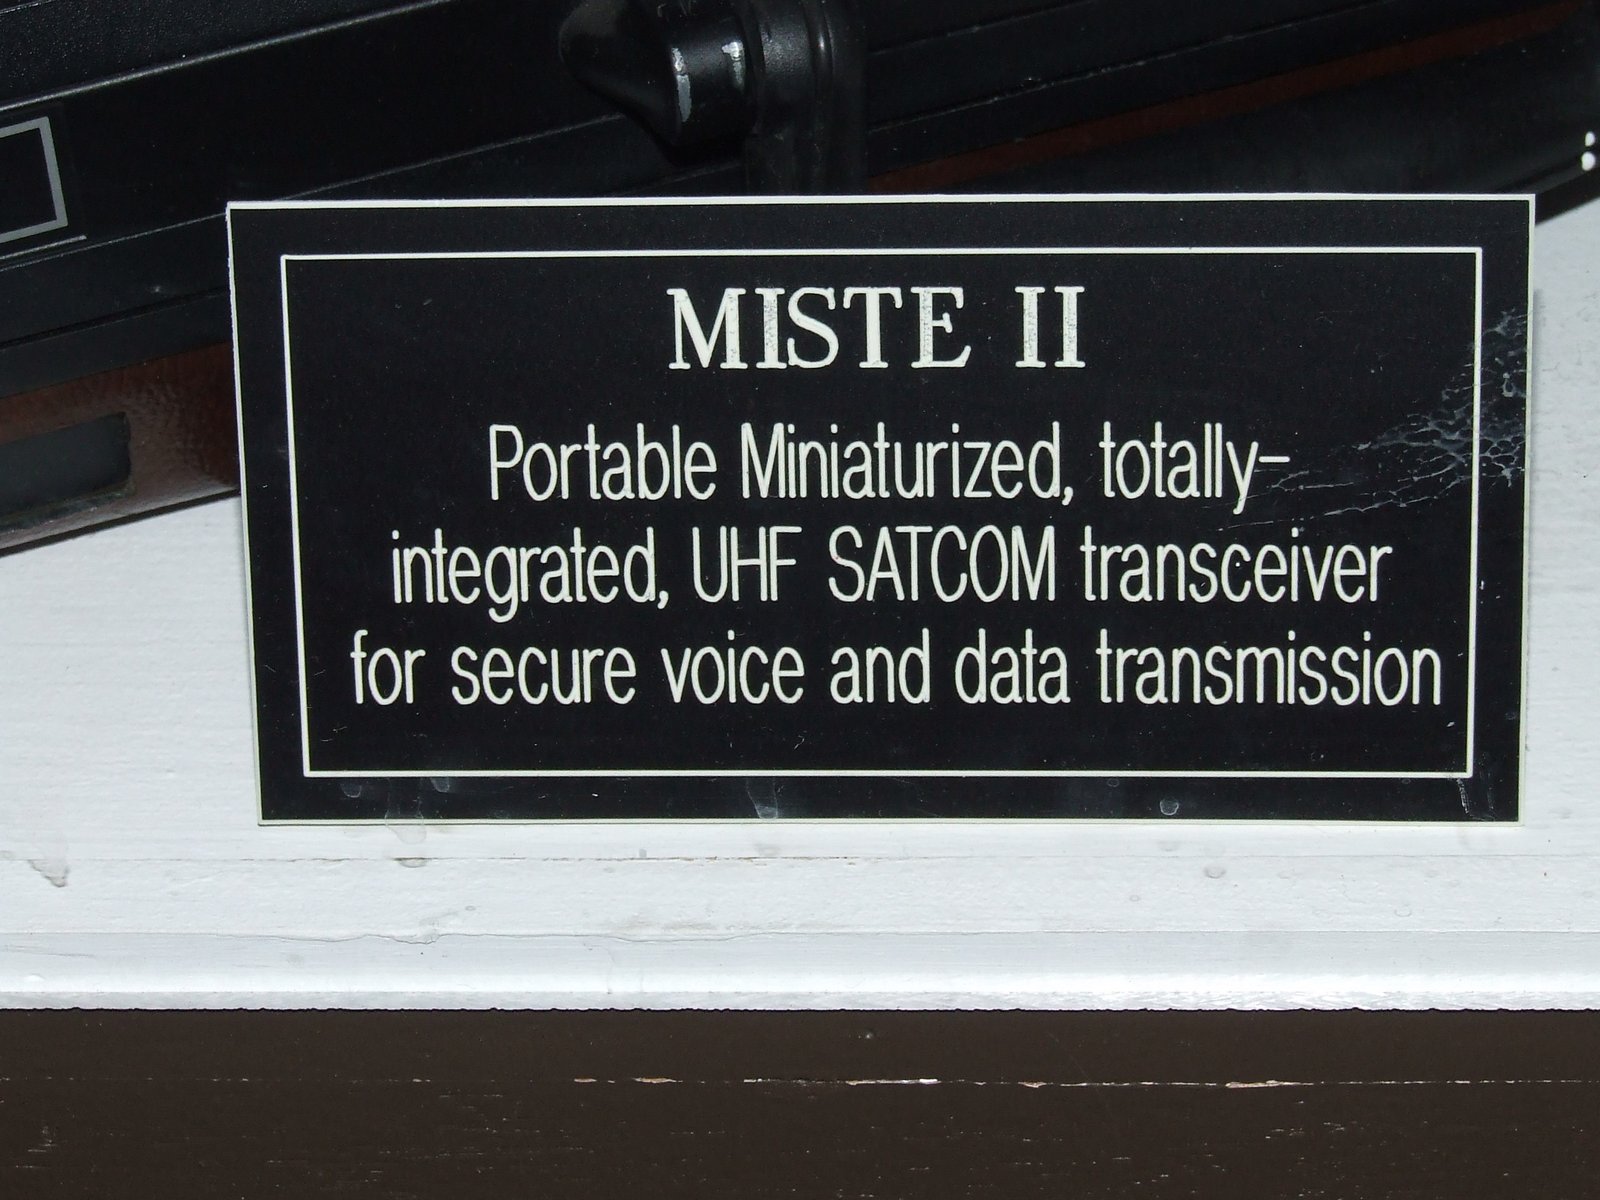 MISTE II
Portable Miniaturized, totally-
integrated, UHF SATCOM transceiver
for secure voice and data transmission